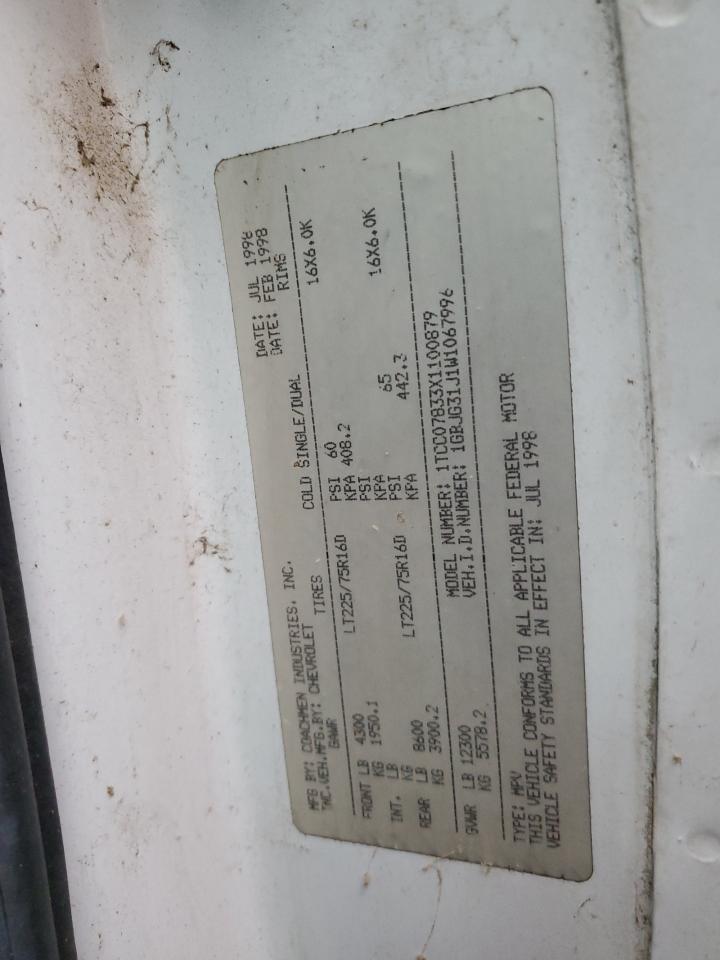 MFG BY: COACHMEN INDUSTRIES, INC. DATE: JUL 1998
INC.VEH.MFG.BY: CHEVROLET DATE: FEB 1998
GAWR TIRES COLD SINGLE/DUAL RIMS
FRONT LB 4300 LT225/75R16D PSI 60 16X6.0K
KG 1950.1 KPA 408.2
INT. LB PSI
KG KPA
REAR LB 8600 LT225/75R16D PSI 65 16X6.0K
KG 3900.2 KPA 442.3
GVWR LB 12300 MODEL NUMBER: 1TCC07833X1100879
KG 5578.2 VEH.I.D.NUMBER: 1GBJG31J1W1067996
TYPE: MPV
THIS VEHICLE CONFORMS TO ALL APPLICABLE FEDERAL MOTOR
VEHICLE SAFETY STANDARDS IN EFFECT IN: JUL 1998